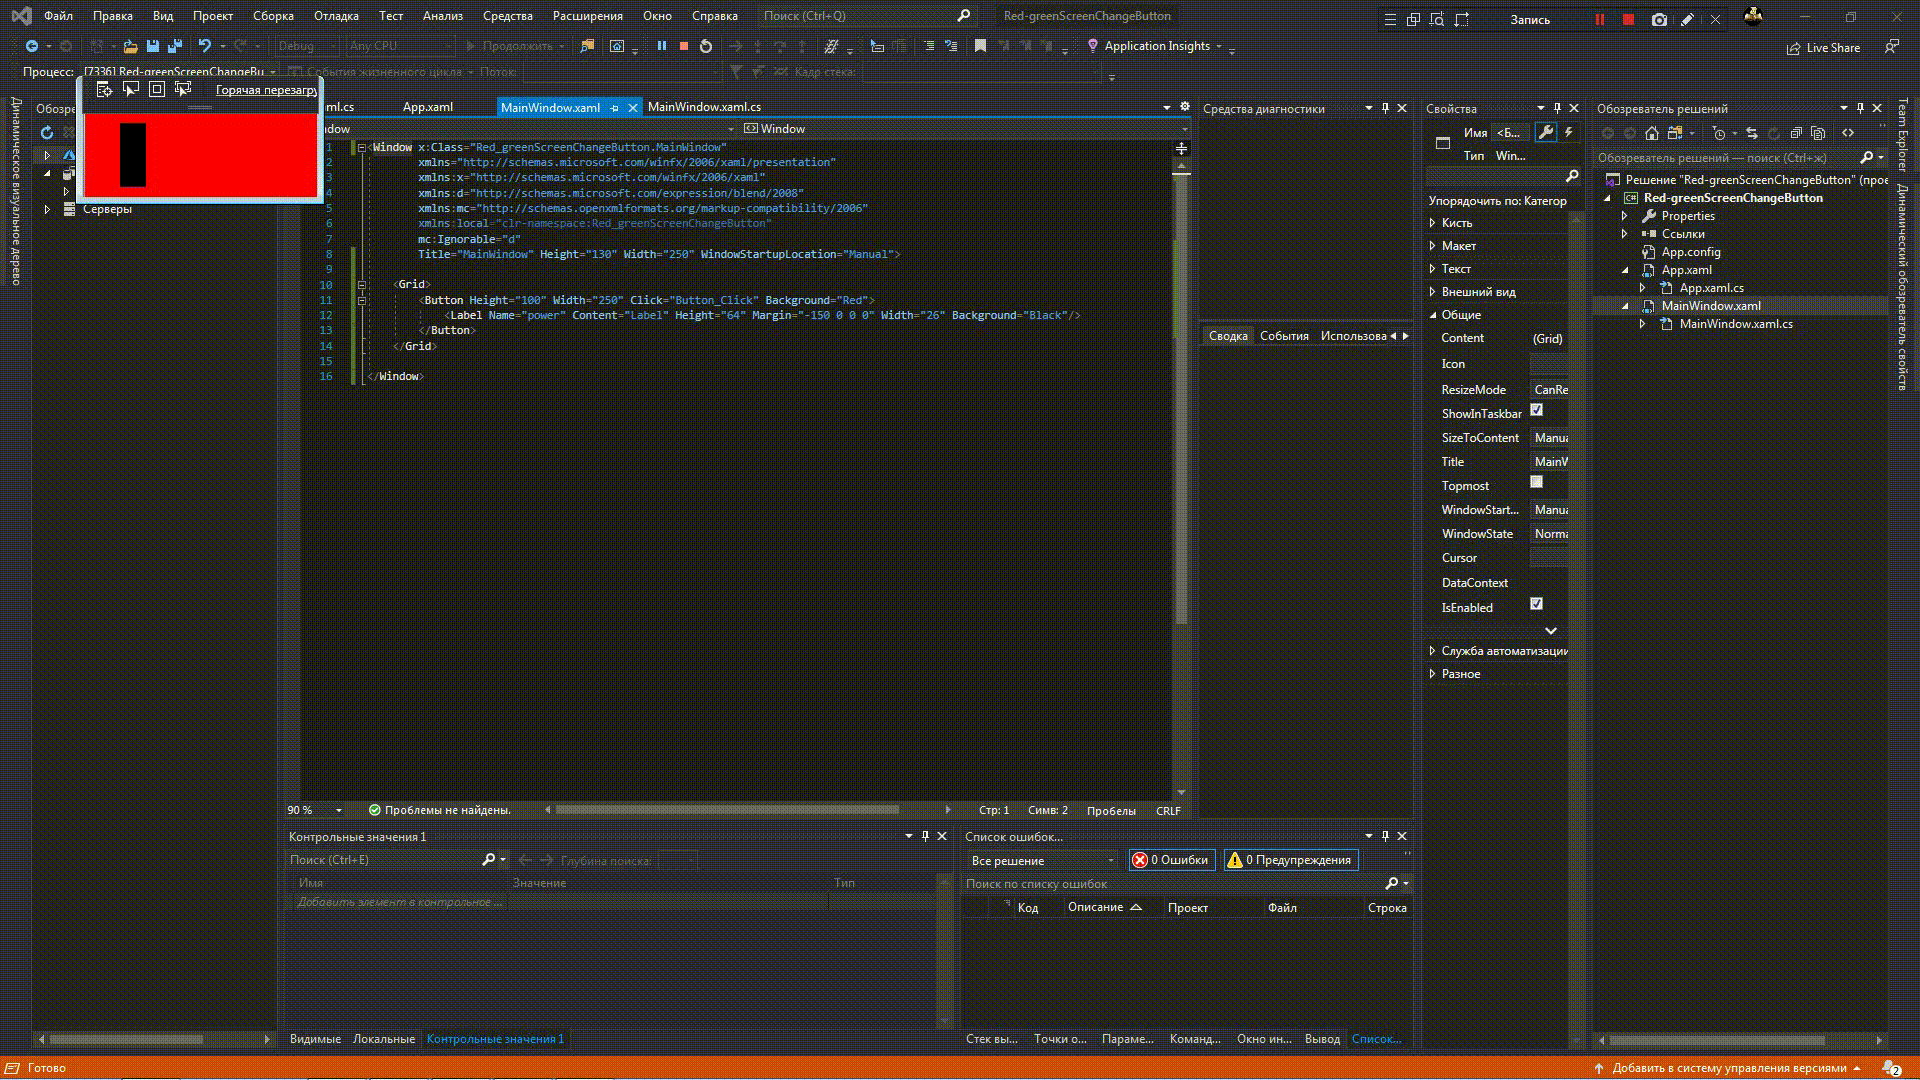 Файл Правка Вид Проект Сборка Отладка Тест Анализ Средства Расширения Окно Справка Поиск (Ctrl+Q) Red-greenScreenChangeButton Запись
Debug Any CPU Продолжить Application Insights Live Share
Процесс: [7336] Red-greenScreenChangeBu События жизненного цикла Поток: Кадр стека:
Горячая перезагру
Динамическое визуальное дерево
Обозре
Серверы
aml.cs App.xaml MainWindow.xaml MainWindow.xaml.cs
ndow Window
1 <Window x:Class="Red_greenScreenChangeButton.MainWindow"
2 xmlns="http://schemas.microsoft.com/winfx/2006/xaml/presentation"
3 xmlns:x="http://schemas.microsoft.com/winfx/2006/xaml"
4 xmlns:d="http://schemas.microsoft.com/expression/blend/2008"
5 xmlns:mc="http://schemas.openxmlformats.org/markup-compatibility/2006"
6 xmlns:local="clr-namespace:Red_greenScreenChangeButton"
7 mc:Ignorable="d"
8 Title="MainWindow" Height="130" Width="250" WindowStartupLocation="Manual">
9
10 <Grid>
11 <Button Height="100" Width="250" Click="Button_Click" Background="Red">
12 <Label Name="power" Content="Label" Height="64" Margin="-150 0 0 0" Width="26" Background="Black"/>
13 </Button>
14 </Grid>
15
16 </Window>
90 % Проблемы не найдены. Стр: 1 Симв: 2 Пробелы CRLF
Средства диагностики
Сводка События Использова
Свойства
Имя <Б...
Тип Win...
Упорядочить по: Категор
Кисть
Макет
Текст
Внешний вид
Общие
Content (Grid)
Icon
ResizeMode CanRe
ShowInTaskbar
SizeToContent Manua
Title MainW
Topmost
WindowStart... Manua
WindowState Norma
Cursor
DataContext
IsEnabled
Служба автоматизации
Разное
Обозреватель решений
Обозреватель решений — поиск (Ctrl+ж)
Решение "Red-greenScreenChangeButton" (прое
Red-greenScreenChangeButton
Properties
Ссылки
App.config
App.xaml
App.xaml.cs
MainWindow.xaml
MainWindow.xaml.cs
Team Explorer
Динамический обозреватель свойств
Контрольные значения 1
Поиск (Ctrl+E) Глубина поиска:
Имя Значение Тип
Добавить элемент в контрольное ...
Видимые Локальные Контрольные значения 1
Список ошибок...
Все решение 0 Ошибки 0 Предупреждения
Поиск по списку ошибок
Код Описание Проект Файл Строка
Стек вы... Точки о... Параме... Команд... Окно ин... Вывод Список...
Готово Добавить в систему управления версиями 2